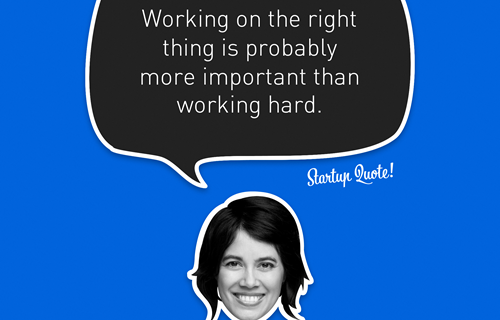 Working on the right
thing is probably
more important than
working hard.
Startup Quote!